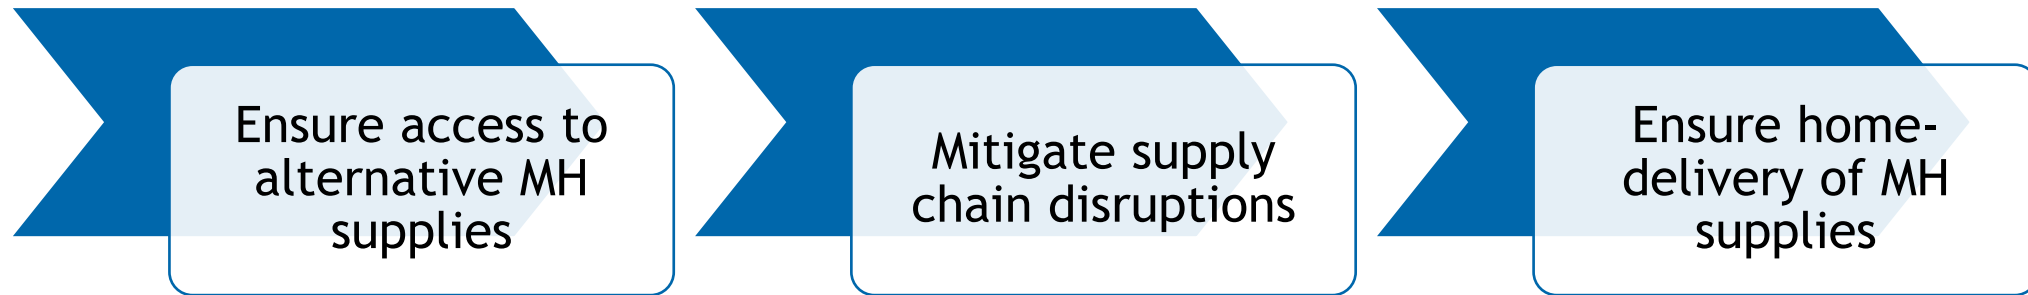 Ensure access to
alternative MH
supplies
Mitigate supply
chain disruptions
Ensure home-
delivery of MH
supplies